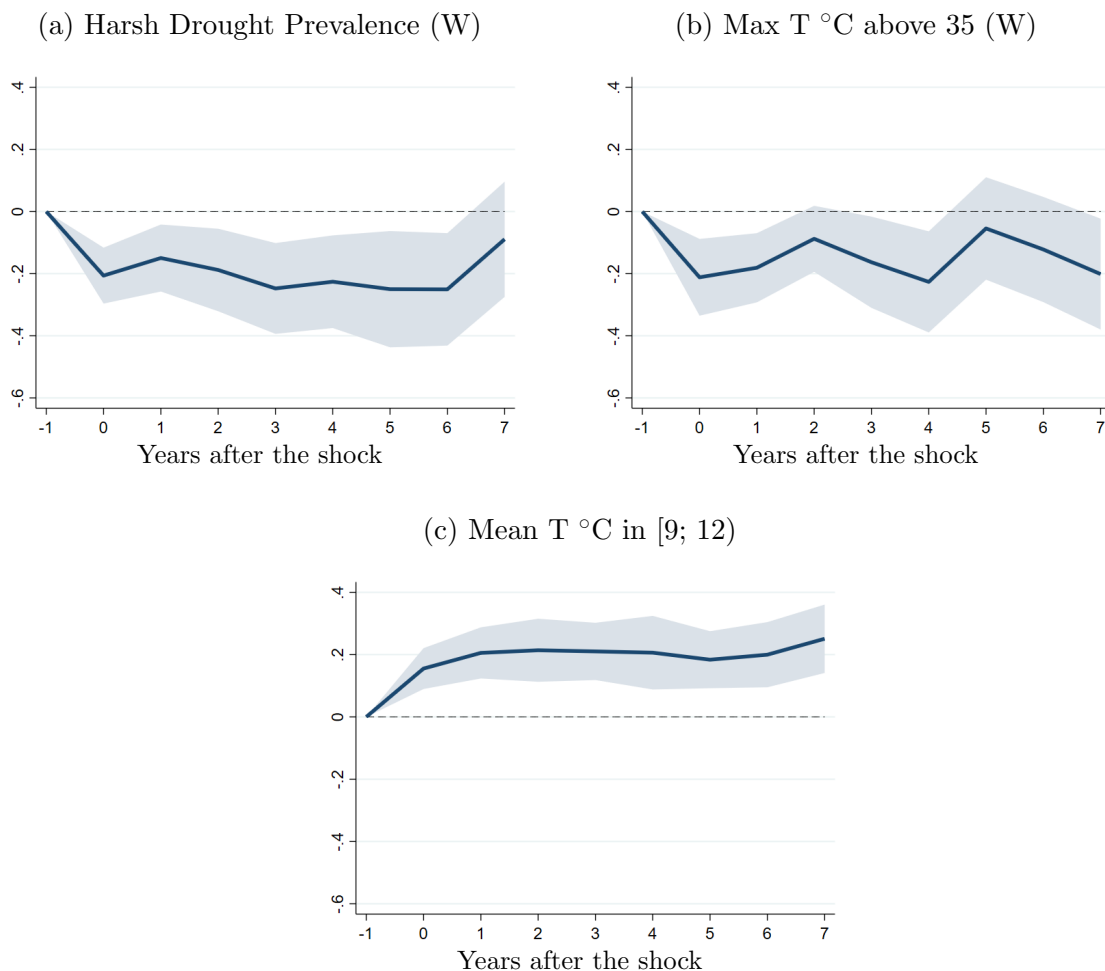 (a) Harsh Drought Prevalence (W)
.4
.2
0
-.2
-.4
-.6
-1 0 1 2 3 4 5 6 7
Years after the shock
(b) Max T °C above 35 (W)
.4
.2
0
-.2
-.4
-.6
-1 0 1 2 3 4 5 6 7
Years after the shock
(c) Mean T °C in [9; 12)
.4
.2
0
-.2
-.4
-.6
-1 0 1 2 3 4 5 6 7
Years after the shock